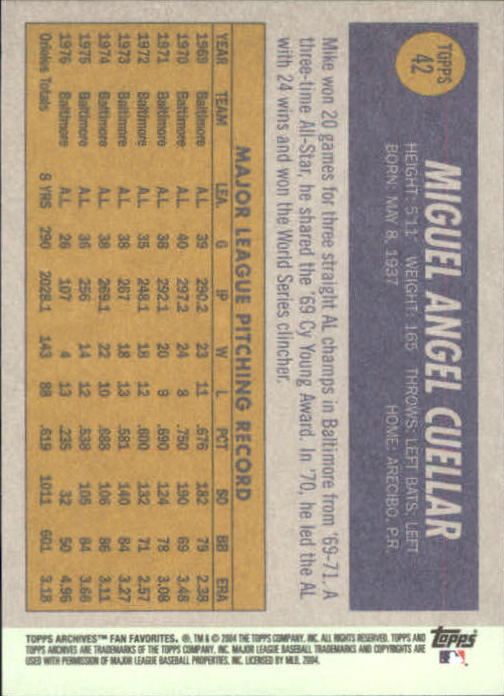 TOPPS
42
MIGUEL ANGEL CUELLAR
HEIGHT: 5'11" WEIGHT: 165 THROWS: LEFT BATS: LEFT
BORN: MAY 8, 1937 HOME: ARECIBO, P.R.
Mike won 20 games for three straight AL champs in Baltimore from '69-71. A
three-time All-Star, he shared the '69 Cy Young Award. In '70, he led the AL
with 24 wins and won the World Series clincher.
MAJOR LEAGUE PITCHING RECORD
YEAR TEAM LEA. G IP W L PCT SO BB ERA
1969 Baltimore A.L. 39 290.2 23 11 .676 182 79 2.38
1970 Baltimore A.L. 40 297.2 24 8 .750 190 69 3.48
1971 Baltimore A.L. 38 292.1 20 9 .690 124 78 3.08
1972 Baltimore A.L. 35 248.1 18 12 .600 132 71 2.57
1973 Baltimore A.L. 38 267 18 13 .581 140 84 3.27
1974 Baltimore A.L. 38 269.1 22 10 .688 106 86 3.11
1975 Baltimore A.L. 36 256 14 12 .538 105 84 3.66
1976 Baltimore A.L. 26 107 4 13 .235 32 50 4.96
Orioles Totals 8 YRS 290 2028.1 143 88 .619 1011 601 3.18
TOPPS ARCHIVES™ FAN FAVORITES. ®, TM & © 2004 THE TOPPS COMPANY, INC. ALL RIGHTS RESERVED. TOPPS AND
TOPPS ARCHIVES ARE TRADEMARKS OF THE TOPPS COMPANY, INC. MAJOR LEAGUE BASEBALL TRADEMARKS AND COPYRIGHTS ARE
USED WITH PERMISSION OF MAJOR LEAGUE BASEBALL PROPERTIES, INC. LICENSED BY MLB, 2004.
Topps